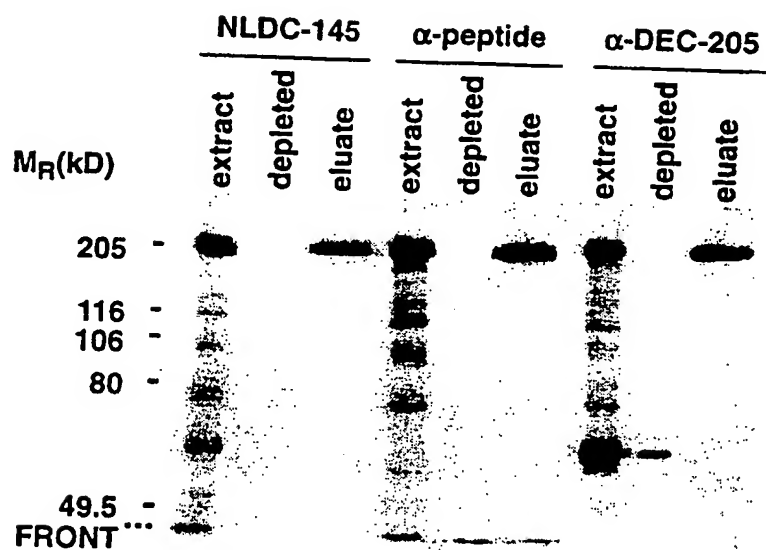 NLDC-145 α-peptide α-DEC-205
extract depleted eluate extract depleted eluate extract depleted eluate
MR(kD)
205 -
116 -
106 -
80 -
49.5 -
FRONT ...